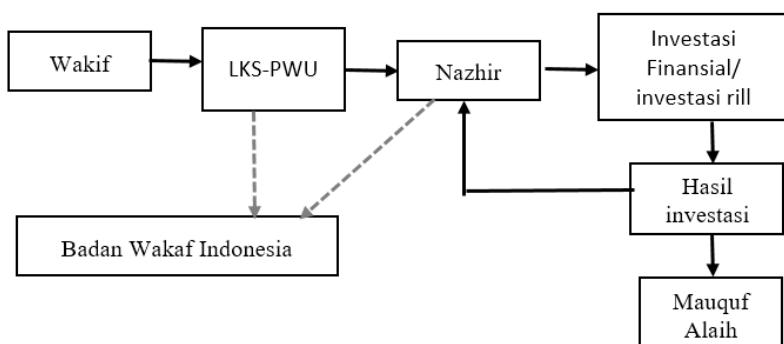 Wakif
LKS-PWU
Nazhir
Investasi
Finansial/
investasi rill
Hasil
investasi
Badan Wakaf Indonesia
Mauquf
Alaih